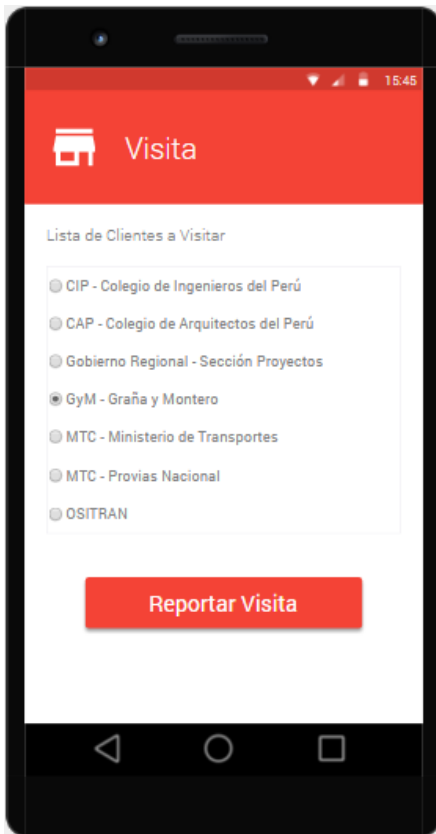 15:45
Visita
Lista de Clientes a Visitar
CIP - Colegio de Ingenieros del Perú
CAP - Colegio de Arquitectos del Perú
Gobierno Regional - Sección Proyectos
GyM - Graña y Montero
MTC - Ministerio de Transportes
MTC - Provias Nacional
OSITRAN
Reportar Visita